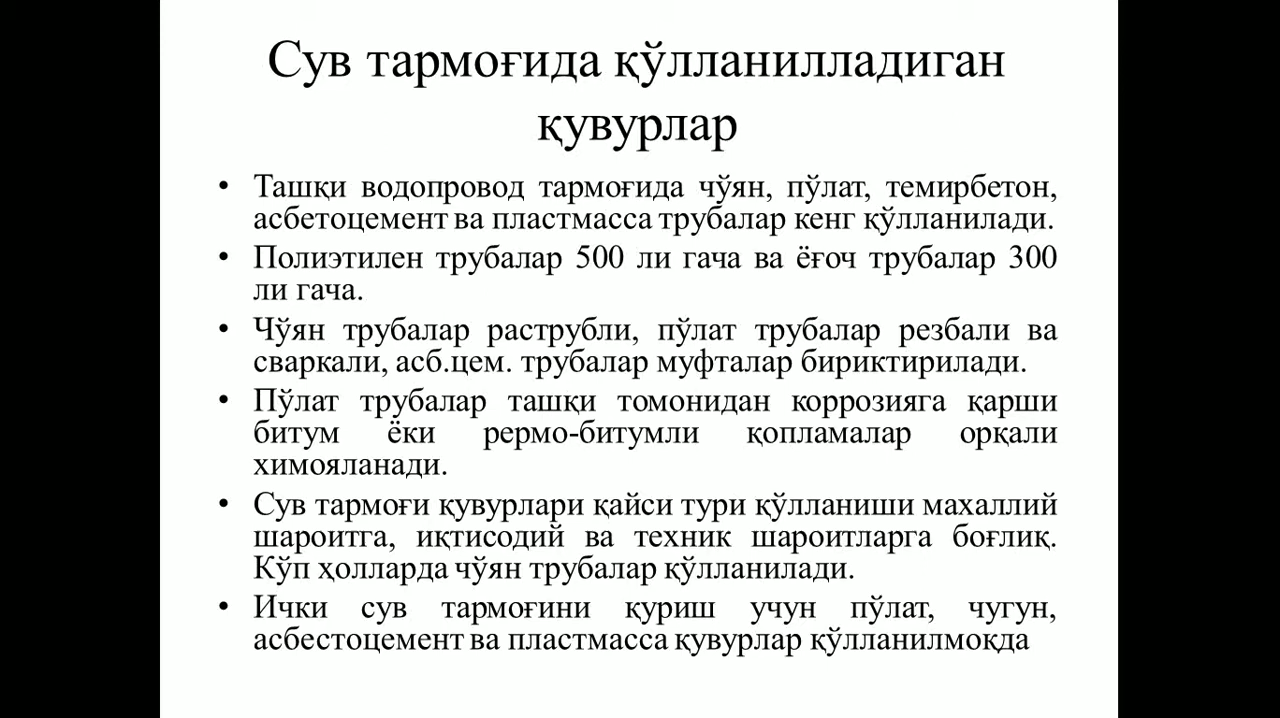 Сув тармоғида қўлланилладиган
қувурлар
• Ташқи водопровод тармоғида чўян, пўлат, темирбетон,
асбетоцемент ва пластмасса трубалар кенг қўлланилади.
• Полиэтилен трубалар 500 ли гача ва ёғоч трубалар 300
ли гача.
• Чўян трубалар раструбли, пўлат трубалар резбали ва
сваркали, асб.цем. трубалар муфталар бириктирилади.
• Пўлат трубалар ташқи томонидан коррозияга қарши
битум ёки рермо-битумли қопламалар орқали
химояланади.
• Сув тармоғи қувурлари қайси тури қўлланиши махаллий
шароитга, иқтисодий ва техник шароитларга боғлиқ.
Кўп ҳолларда чўян трубалар қўлланилади.
• Ички сув тармоғини қуриш учун пўлат, чугун,
асбестоцемент ва пластмасса қувурлар қўлланилмоқда